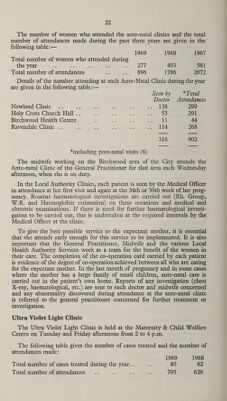 22
The number of women who attended the ante-natal clinics and the total
number of attendances made during the past three years are given in the
following table:—
1969 1968 1967
Total number of women who attended during
the year .. .. .. .. .. 277 483 581
Total number of attendances .. .. 896 1786 2072
Details of the number attending at each Ante-Natal Clinic during the year
are given in the following table:—
Seen by *Total
Doctor Attendances
Newland Clinic .. .. .. .. .. 138 299
Holy Cross Church Hall .. .. .. .. 53 291
Birchwood Health Centre .. .. .. .. 11 44
Ravendale Clinic .. .. .. .. .. 114 268
316 902
*including post-natal visits (8)
The midwife working on the Birchwood area of the City attends the
Ante-natal Clinic of the General Practitioner for that area each Wednesday
afternoon, when she is on duty.
In the Local Authority Clinics, each patient is seen by the Medical Officer
in attendance at her first visit and again at the 34th or 36th week of her preg-
nancy. Routine haematological investigations are carried out (Rh, Group,
W.R. and Haemoglobin estimating) on these occasions and medical and
obstetric examinations. If there is need for further haematological investi-
gation to be carried out, this is undertaken at the required intervals by the
Medical Officer at the clinic.
To give the best possible service to the expectant mother, it is essential
that she attends early enough for this service to be implemented. It is also
important that the General Practitioner, Midwife and the various Local
Health Authority Services work as a team for the benefit of the women in
their care. The completion of the co-operation card carried by each patient
is evidence of the degree of co-operation achieved between all who are caring
for the expectant mother. In the last month of pregnancy and in some cases
where the mother has a large family of small children, ante-natal care is
carried out in the patient's own home. Reports of any investigation (chest
X-ray, haematological, etc.) are sent to each doctor and midwife concerned
and any abnormality discovered during attendance at the ante-natal clinic
is referred to the general practitioner concerned for further treatment or
investigation.
Ultra Violet Light Clinic
The Ultra Violet Light Clinic is held at the Maternity & Child Welfare
Centre on Tuesday and Friday afternoons from 2 to 4 p.m.
The following table gives the number of cases treated and the number of
attendances made:
1969 1968
Total number of cases treated during the year .. .. 65 62
Total number of attendances .. .. .. 705 629